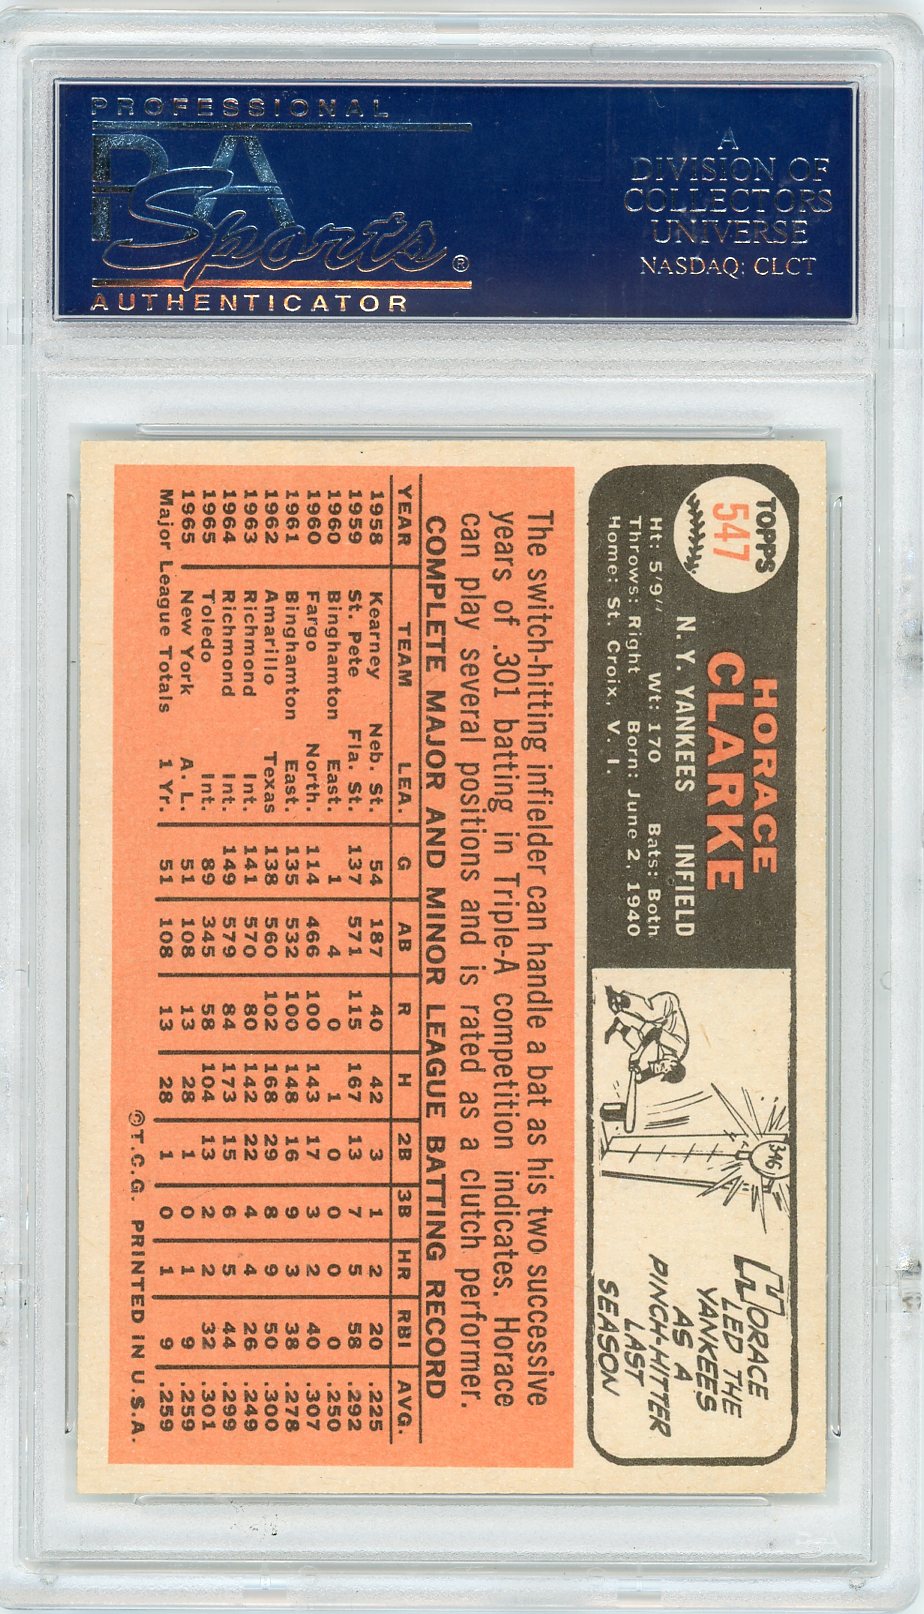 PROFESSIONAL
PSA
Sports®
AUTHENTICATOR
A
DIVISION OF
COLLECTORS
UNIVERSE
NASDAQ: CLCT
TOPPS
547
HORACE
CLARKE
N. Y. YANKEES INFIELD
Ht: 5'9" Wt: 170 Bats: Both
Throws: Right Born: June 2, 1940
Home: St. Croix, V. I.
346
HORACE
LED THE
YANKEES
AS A
PINCH-HITTER
LAST
SEASON
The switch-hitting infielder can handle a bat as his two successive
years of .301 batting in Triple-A competition indicates. Horace
can play several positions and is rated as a clutch performer.
COMPLETE MAJOR AND MINOR LEAGUE BATTING RECORD
YEAR TEAM LEA. G AB R H 2B 3B HR RBI AVG.
1958 Kearney Neb. St. 54 187 40 42 3 1 2 20 .225
1959 St. Pete Fla. St. 137 571 115 167 13 7 5 58 .292
1960 Binghamton East. 1 4 0 1 0 0 0 0 .250
1960 Fargo North. 114 466 100 143 17 3 2 40 .307
1961 Binghamton East. 135 532 100 148 16 9 3 38 .278
1962 Amarillo Texas 138 560 102 168 29 8 9 50 .300
1963 Richmond Int. 141 570 80 142 22 4 4 26 .249
1964 Richmond Int. 149 579 84 173 15 6 5 44 .299
1965 Toledo Int. 89 345 58 104 13 2 2 32 .301
1965 New York A. L. 51 108 13 28 1 0 1 9 .259
Major League Totals 1 Yr. 51 108 13 28 1 0 1 9 .259
©T.C.G. PRINTED IN U.S.A.